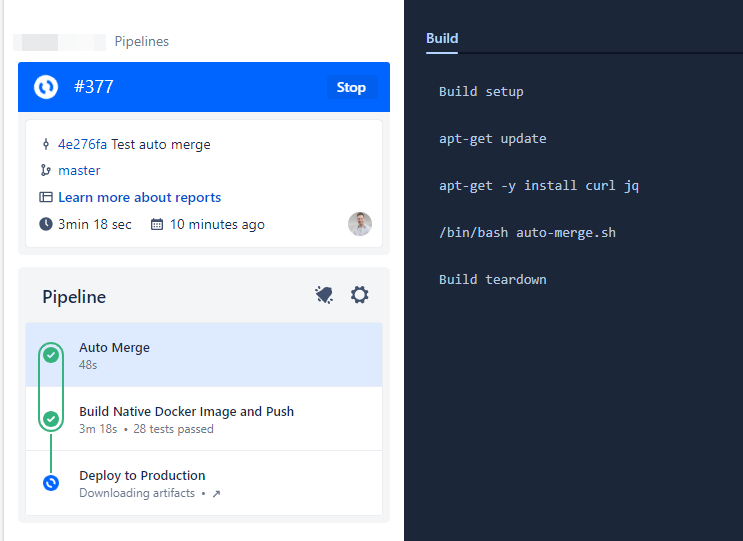 Pipelines
#377
Stop
4e276fa Test auto merge
master
Learn more about reports
3min 18 sec 10 minutes ago
Pipeline
Auto Merge
48s
Build Native Docker Image and Push
3m 18s • 28 tests passed
Deploy to Production
Downloading artifacts • ↗
Build
Build setup
apt-get update
apt-get -y install curl jq
/bin/bash auto-merge.sh
Build teardown